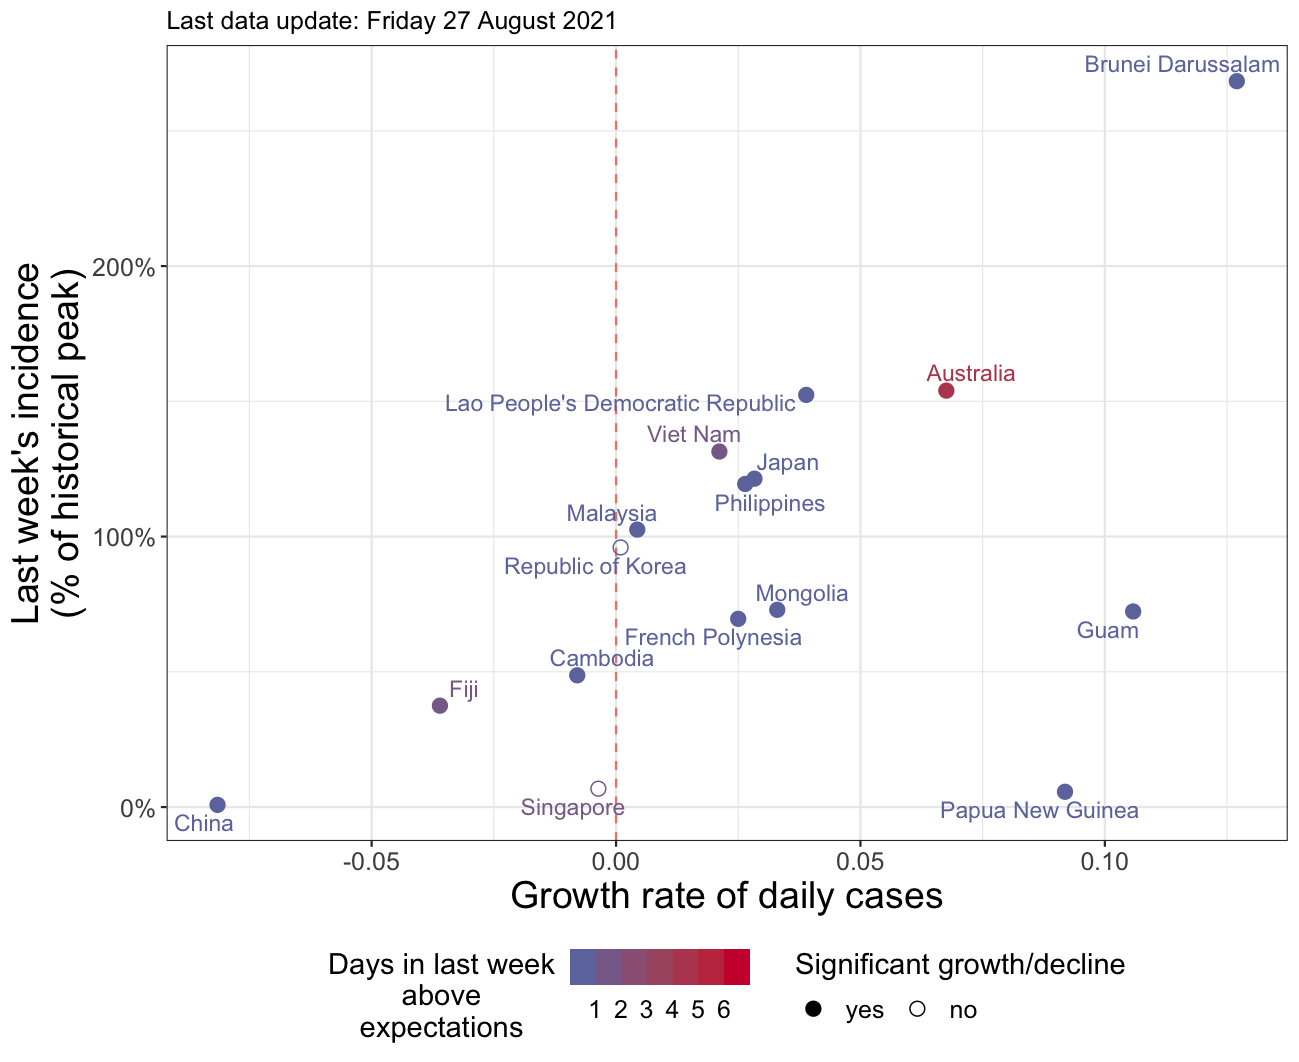 Last data update: Friday 27 August 2021
Brunei Darussalam
Last week's incidence
(% of historical peak)
200%
100%
0%
Australia
Lao People's Democratic Republic
Viet Nam
Japan
Philippines
Malaysia
Republic of Korea
Mongolia
Guam
French Polynesia
Cambodia
Fiji
Singapore
Papua New Guinea
China
-0.05 0.00 0.05 0.10
Growth rate of daily cases
Days in last week
above
expectations
1 2 3 4 5 6
Significant growth/decline
yes no